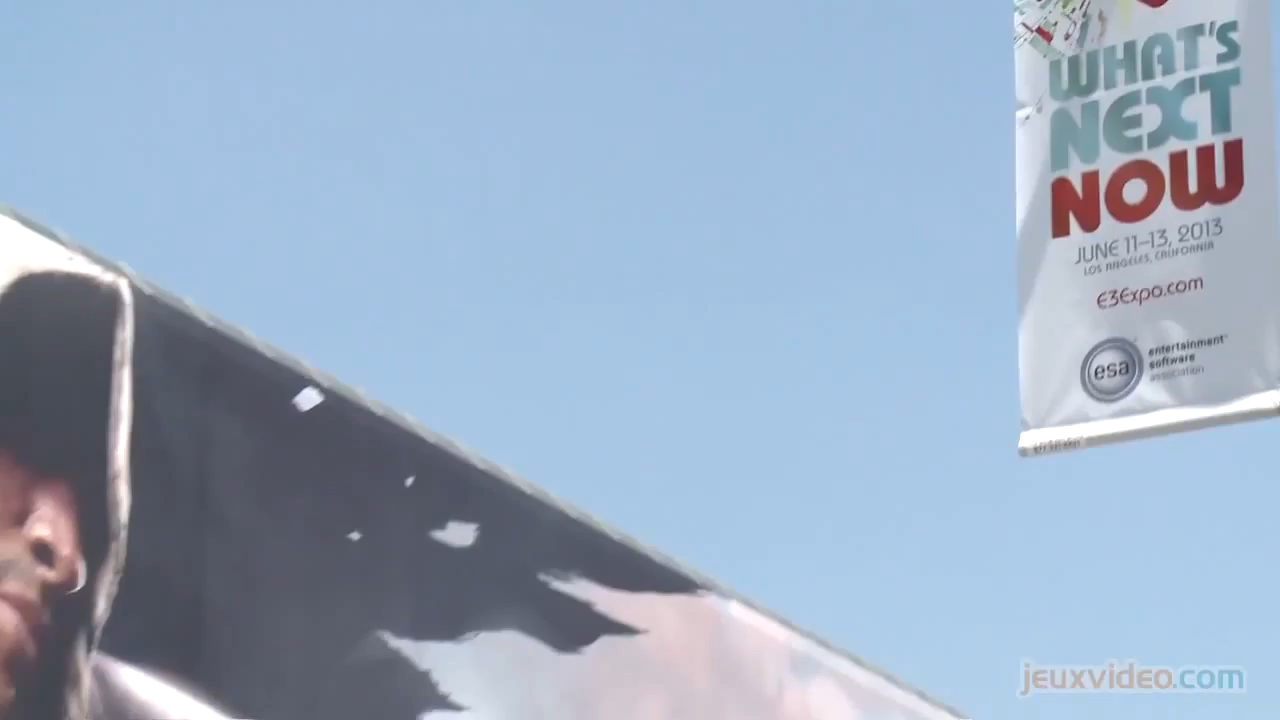 WHAT'S
NEXT
NOW
JUNE 11–13, 2013
LOS ANGELES, CALIFORNIA
E3Expo.com
esa
entertainment
software
association
jeuxvideo.com